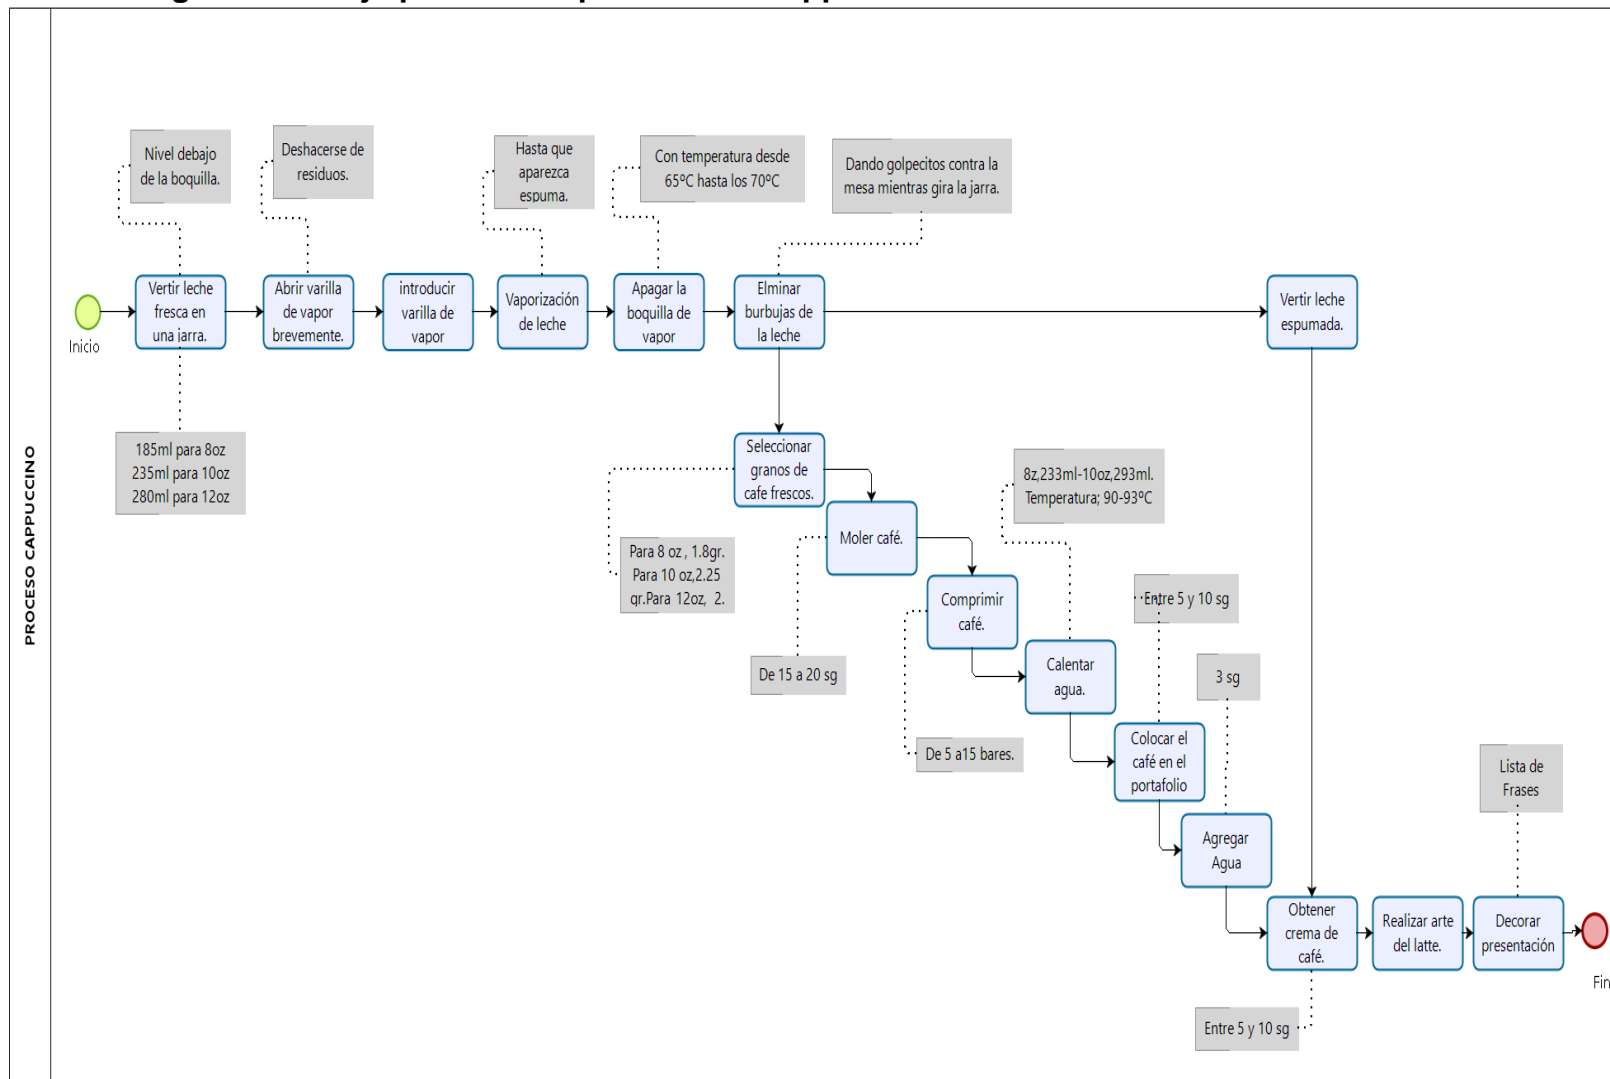 PROCESO CAPPUCCINO
Inicio
Nivel debajo
de la boquilla.
Vertir leche
fresca en
una jarra.
185ml para 8oz
235ml para 10oz
280ml para 12oz
Deshacerse de
residuos.
Abrir varilla
de vapor
brevemente.
introducir
varilla de
vapor
Hasta que
aparezca
espuma.
Vaporización
de leche
Con temperatura desde
65ºC hasta los 70ºC
Apagar la
boquilla de
vapor
Dando golpecitos contra la
mesa mientras gira la jarra.
Elminar
burbujas de
la leche
Vertir leche
espumada.
Seleccionar
granos de
cafe frescos.
Para 8 oz , 1.8gr.
Para 10 oz,2.25
gr.Para 12oz, 2.
Moler café.
De 15 a 20 sg
Comprimir
café.
De 5 a15 bares.
8z,233ml-10oz,293ml.
Temperatura; 90-93ºC
Calentar
agua.
Entre 5 y 10 sg
Colocar el
café en el
portafolio
3 sg
Agregar
Agua
Obtener
crema de
café.
Entre 5 y 10 sg
Realizar arte
del latte.
Lista de
Frases
Decorar
presentación
Fin